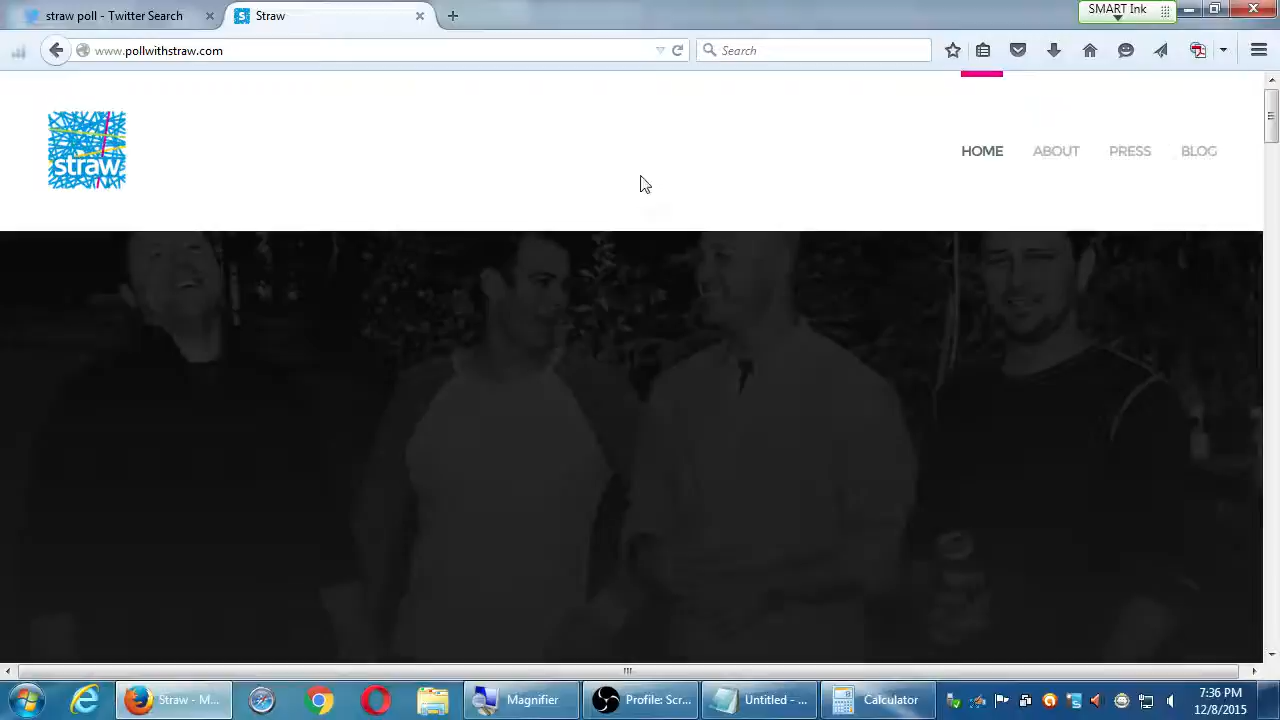 straw poll - Twitter Search
Straw
SMART Ink
www.pollwithstraw.com
Search
straw
HOME
ABOUT
PRESS
BLOG
Straw - M...
Magnifier
Profile: Scr...
Untitled - ...
Calculator
7:36 PM
12/8/2015